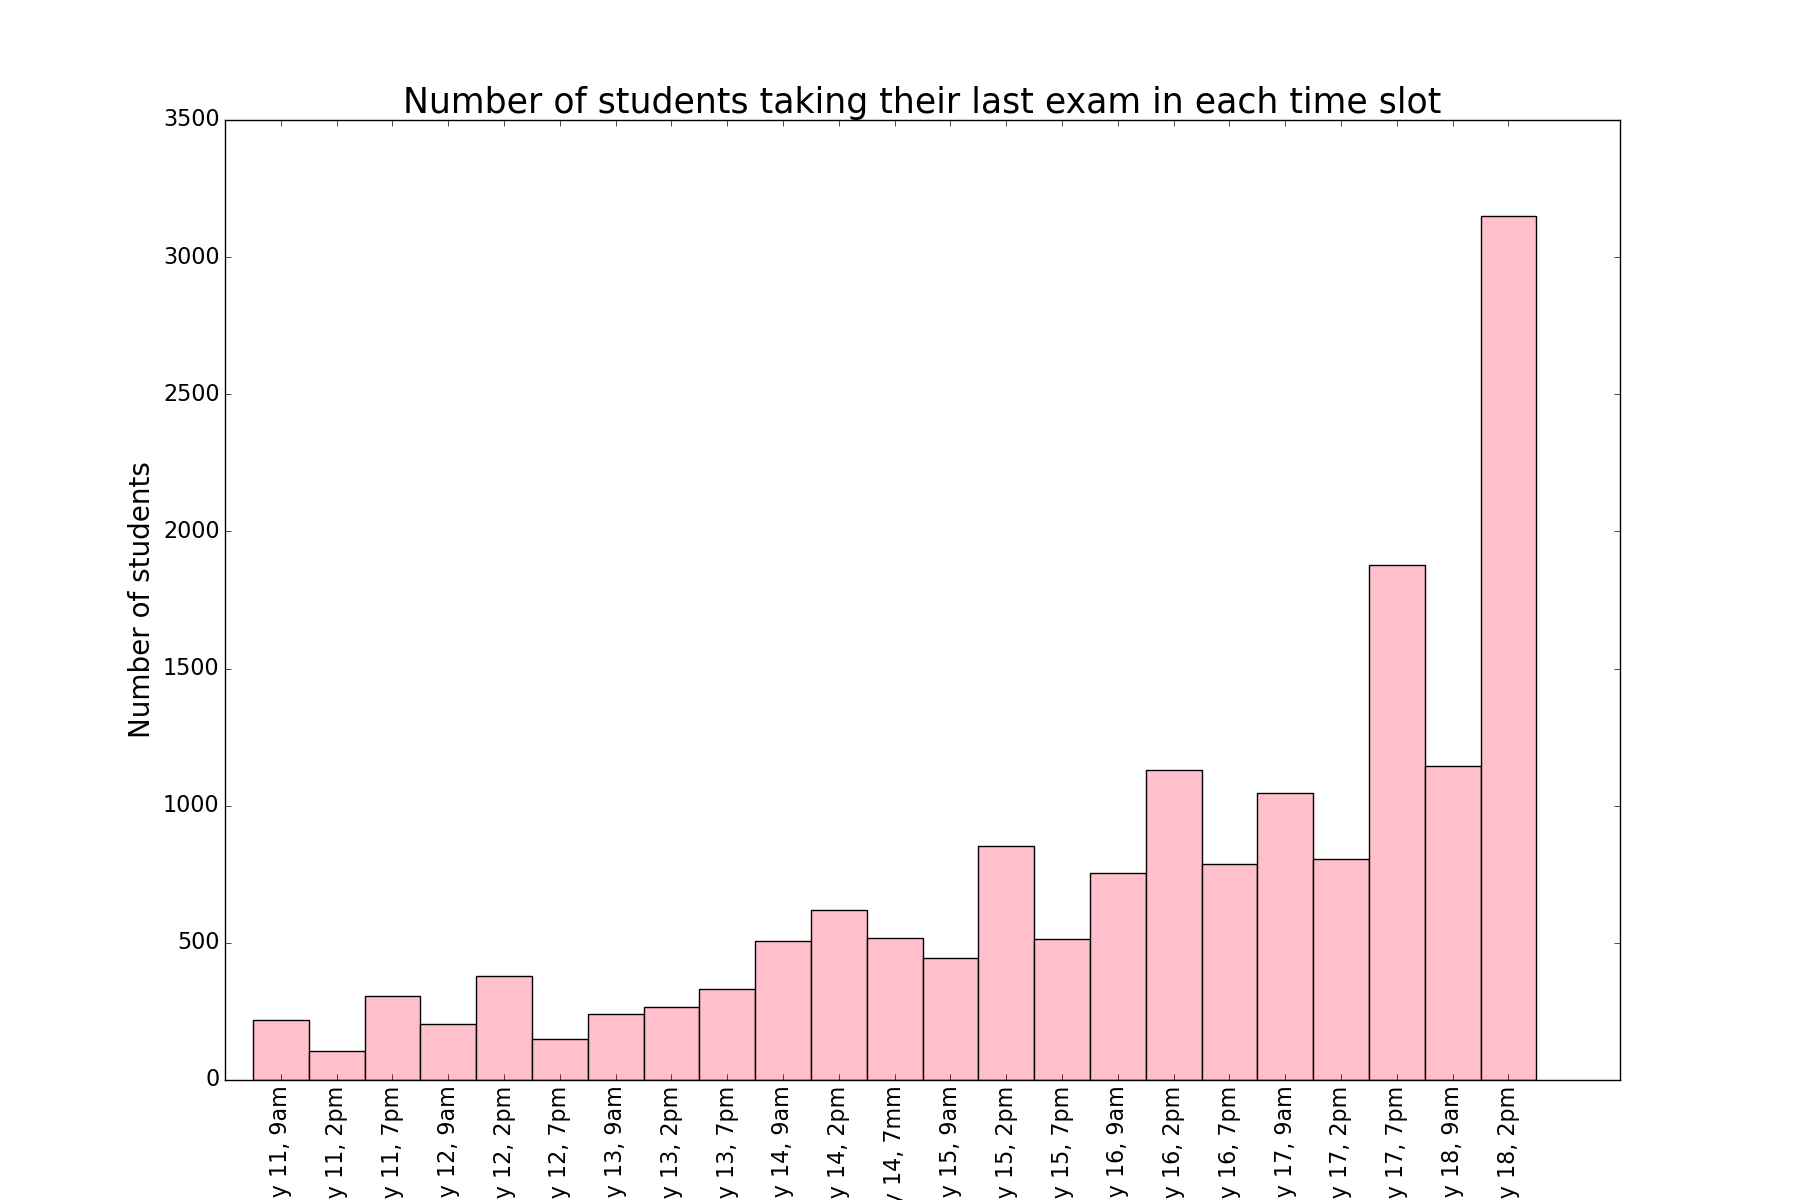 Number of students taking their last exam in each time slot
3500
3000
2500
2000
1500
1000
500
0
Number of students
y 11, 9am
y 11, 2pm
y 11, 7pm
y 12, 9am
y 12, 2pm
y 12, 7pm
y 13, 9am
y 13, 2pm
y 13, 7pm
y 14, 9am
y 14, 2pm
y 14, 7mm
y 15, 9am
y 15, 2pm
y 15, 7pm
y 16, 9am
y 16, 2pm
y 16, 7pm
y 17, 9am
y 17, 2pm
y 17, 7pm
y 18, 9am
y 18, 2pm